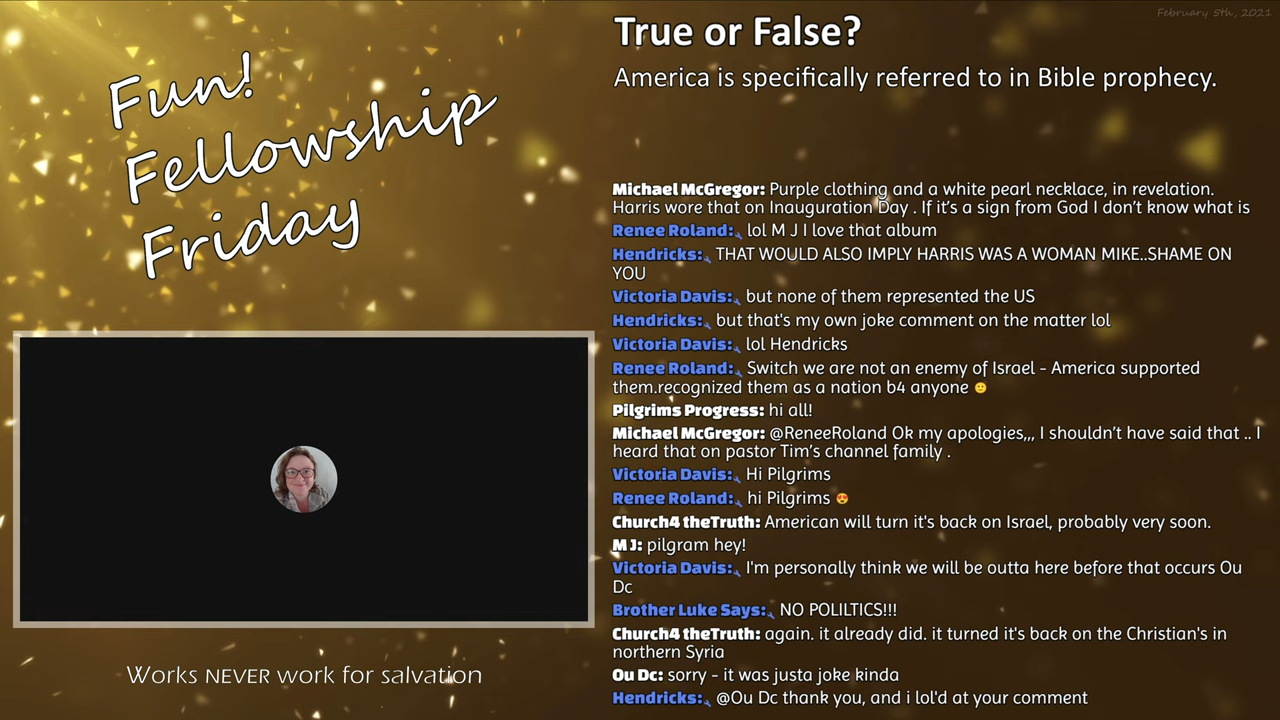 February 5th, 2021
Fun!
Fellowship
Friday
True or False?
America is specifically referred to in Bible prophecy.
Michael McGregor: Purple clothing and a white pearl necklace, in revelation.
Harris wore that on Inauguration Day . If it’s a sign from God I don’t know what is
Renee Roland: lol M J I love that album
Hendricks: THAT WOULD ALSO IMPLY HARRIS WAS A WOMAN MIKE..SHAME ON
YOU
Victoria Davis: but none of them represented the US
Hendricks: but that's my own joke comment on the matter lol
Victoria Davis: lol Hendricks
Renee Roland: Switch we are not an enemy of Israel - America supported
them.recognized them as a nation b4 anyone 🙂
Pilgrims Progress: hi all!
Michael McGregor: @ReneeRoland Ok my apologies,,, I shouldn’t have said that .. I
heard that on pastor Tim’s channel family .
Victoria Davis: Hi Pilgrims
Renee Roland: hi Pilgrims 😍
Church4 theTruth: American will turn it's back on Israel, probably very soon.
M J: pilgram hey!
Victoria Davis: I'm personally think we will be outta here before that occurs Ou
Dc
Brother Luke Says: NO POLILTICS!!!
Church4 theTruth: again. it already did. it turned it's back on the Christian's in
northern Syria
Ou Dc: sorry - it was justa joke kinda
Hendricks: @Ou Dc thank you, and i lol'd at your comment
Works NEVER work for salvation